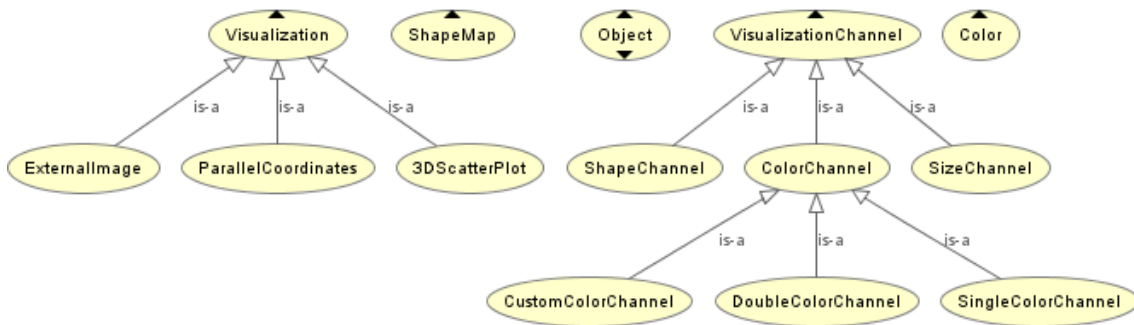 Visualization ShapeMap Object VisualizationChannel Color
is-a is-a is-a is-a is-a is-a
ExternalImage ParallelCoordinates 3DScatterPlot ShapeChannel ColorChannel SizeChannel
is-a is-a is-a
CustomColorChannel DoubleColorChannel SingleColorChannel